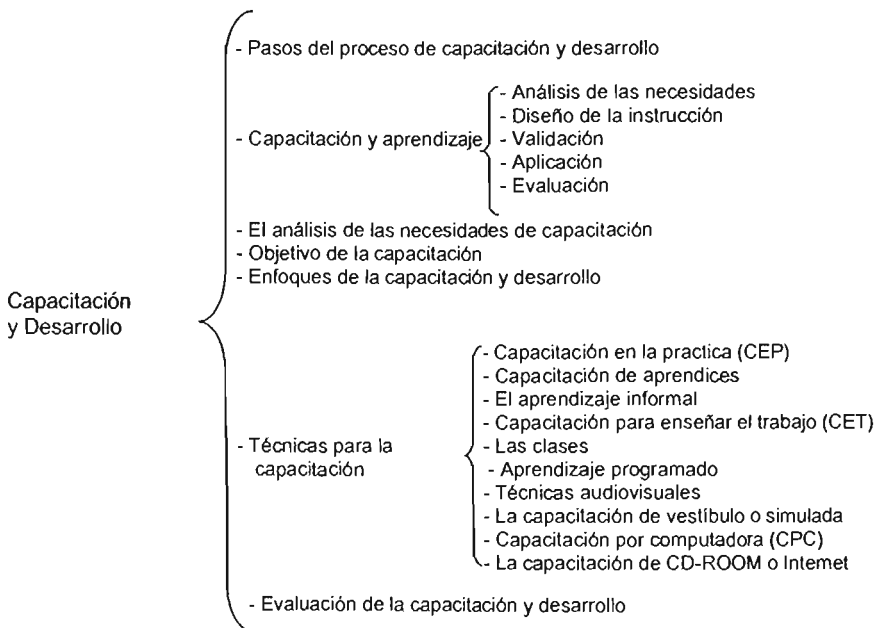 - Pasos del proceso de capacitación y desarrollo
- Capacitación y aprendizaje
- Análisis de las necesidades
- Diseño de la instrucción
- Validación
- Aplicación
- Evaluación
- El análisis de las necesidades de capacitación
- Objetivo de la capacitación
- Enfoques de la capacitación y desarrollo
Capacitación
y Desarrollo
- Técnicas para la
capacitación
- Capacitación en la practica (CEP)
- Capacitación de aprendices
- El aprendizaje informal
- Capacitación para enseñar el trabajo (CET)
- Las clases
- Aprendizaje programado
- Técnicas audiovisuales
- La capacitación de vestíbulo o simulada
- Capacitación por computadora (CPC)
- La capacitación de CD-ROOM o Internet
- Evaluación de la capacitación y desarrollo